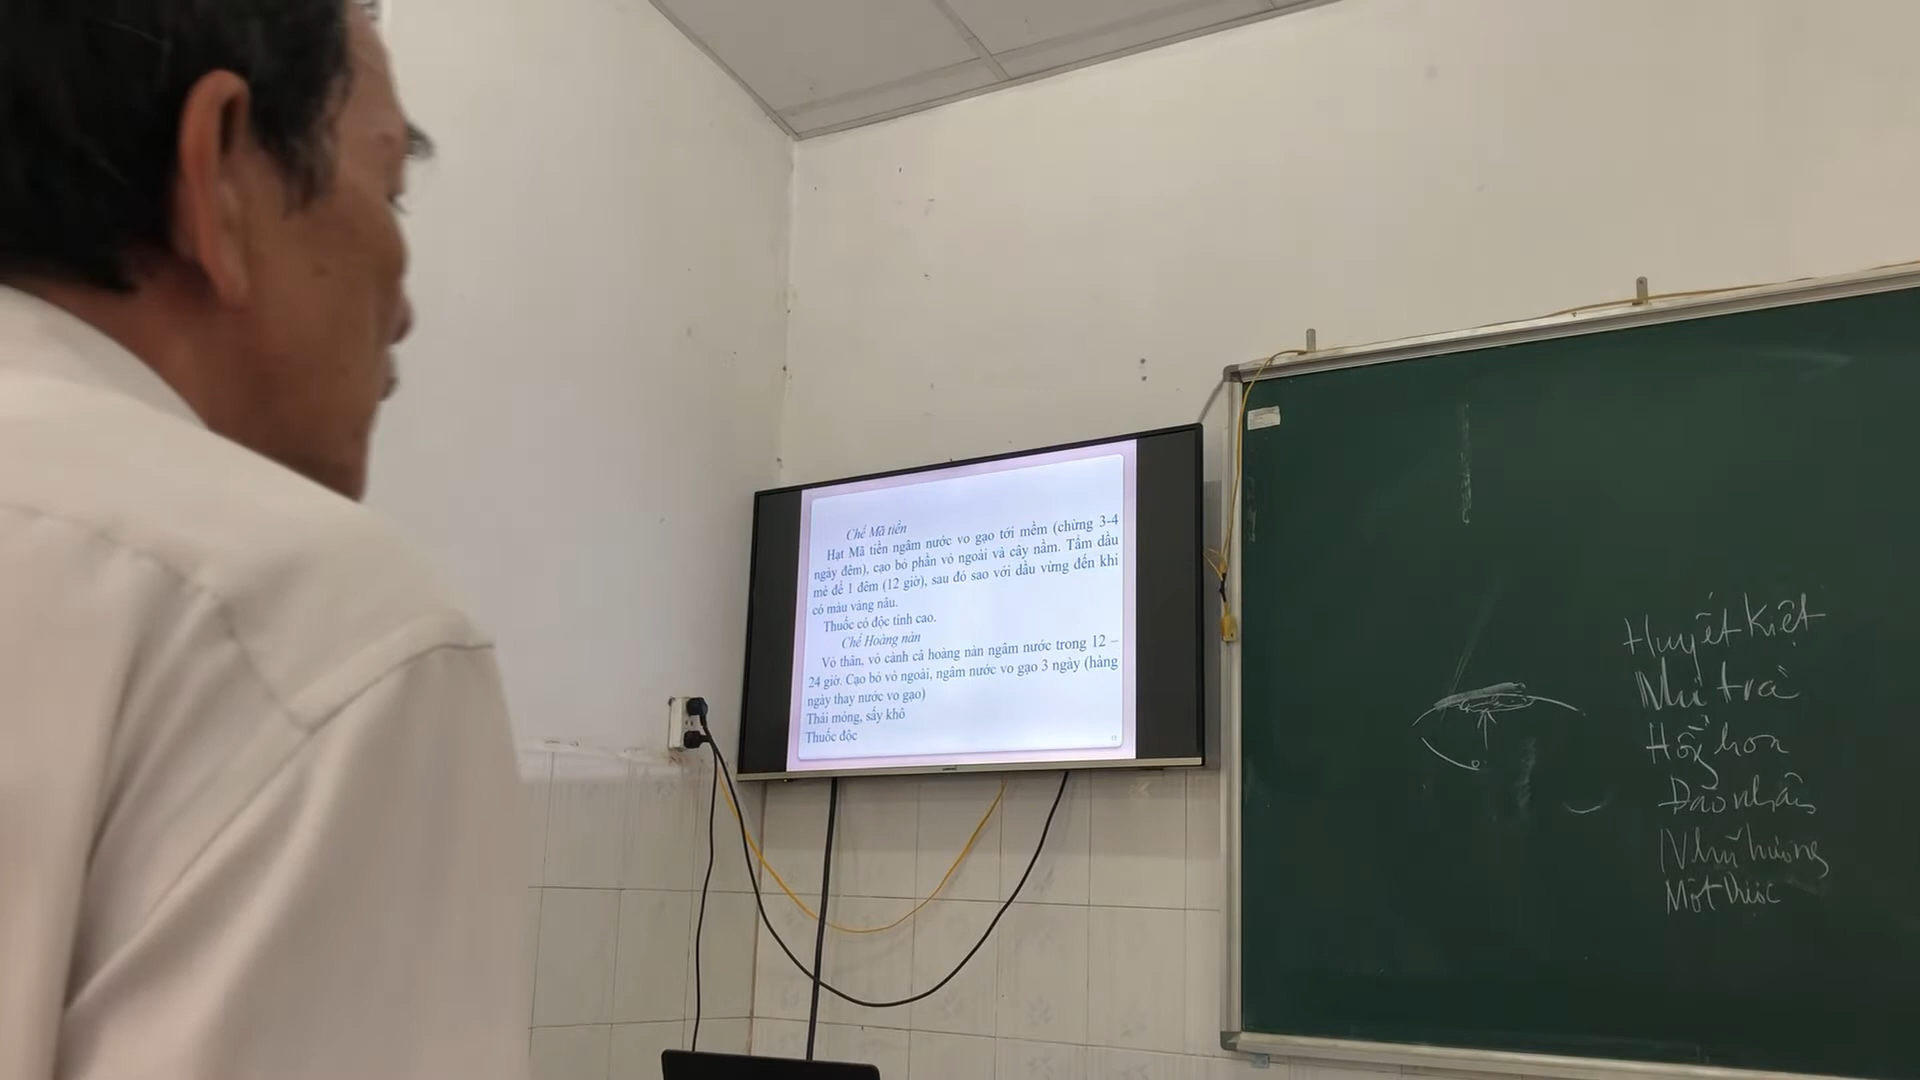 Chế Mã tiền
Hạt Mã tiền ngâm nước vo gạo tới mềm (chừng 3-4
ngày đêm), cạo bỏ phần vỏ ngoài và cây nầm. Tẩm dầu
mè để 1 đêm (12 giờ), sau đó sao với dầu vừng đến khi
có màu vàng nâu.
Thuốc có độc tính cao.
Chế Hoàng nàn
Vỏ thân, vỏ cành câ hoàng nàn ngâm nước trong 12 –
24 giờ. Cạo bỏ vỏ ngoài, ngâm nước vo gạo 3 ngày (hàng
ngày thay nước vo gạo)
Thái mỏng, sấy khô
Thuốc độc
Huyết Kiệt
Nhi trà
Hồng hoa
Đào nhân
Nhũ hương
Một dược